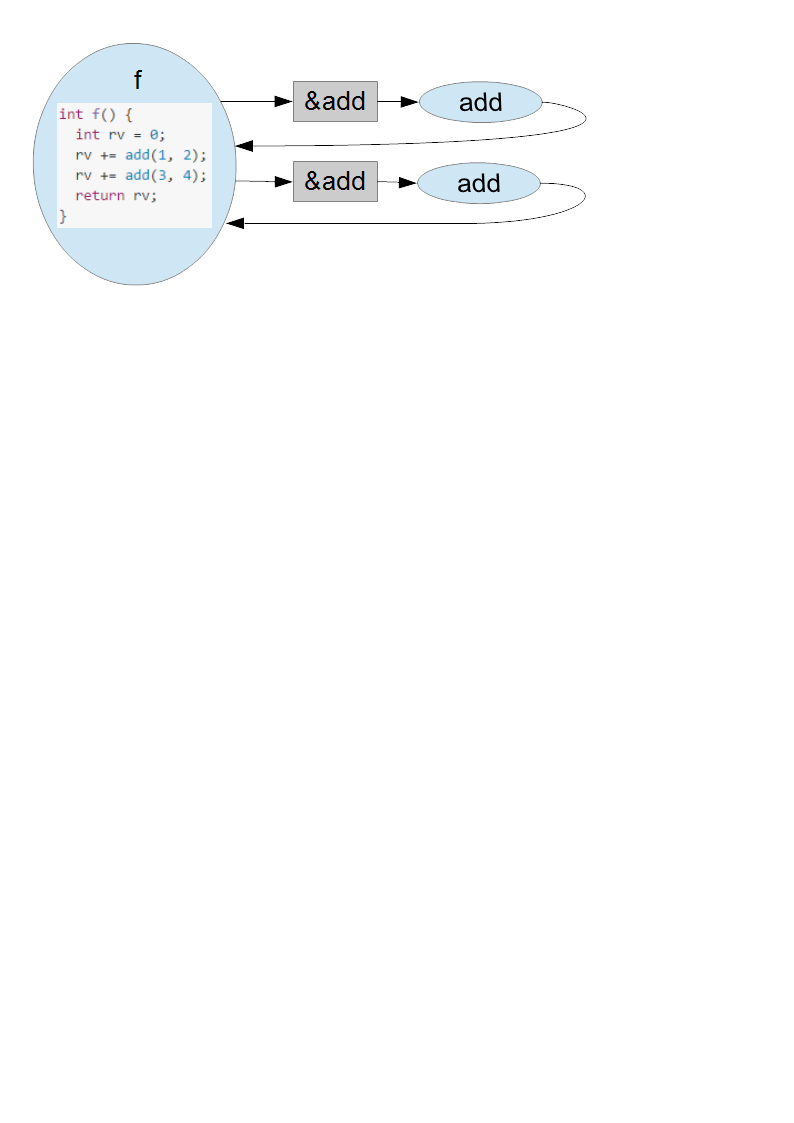 f
int f() {
  int rv = 0;
  rv += add(1, 2);
  rv += add(3, 4);
  return rv;
}
&add
add
&add
add